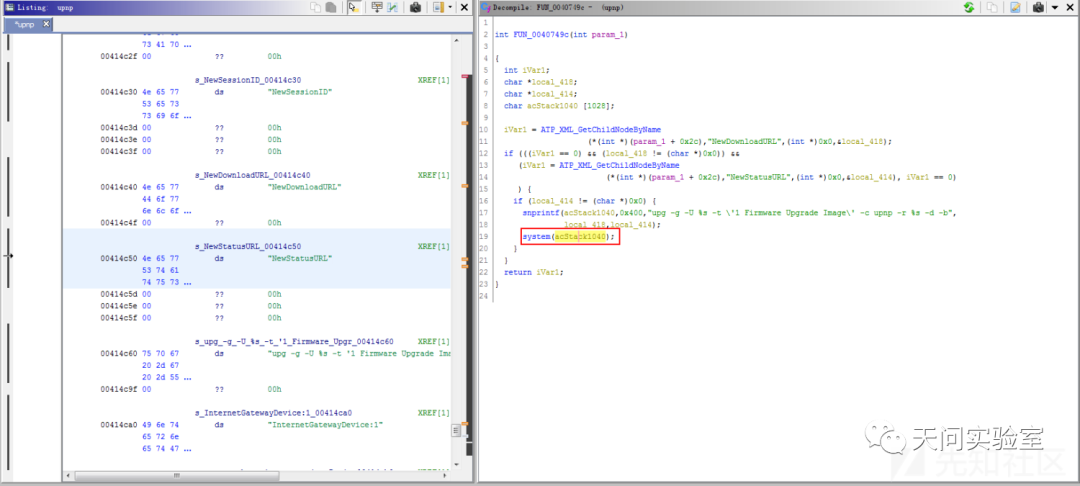 Listing: upnp
*upnp
73 41 70 ...
00414c2f 00 ?? 00h
s_NewSessionID_00414c30 XREF[1]
00414c30 4e 65 77 ds "NewSessionID"
53 65 73
73 69 6f ...
00414c3d 00 ?? 00h
00414c3e 00 ?? 00h
00414c3f 00 ?? 00h
s_NewDownloadURL_00414c40 XREF[1]
00414c40 4e 65 77 ds "NewDownloadURL"
44 6f 77
6e 6c 6f ...
00414c4f 00 ?? 00h
s_NewStatusURL_00414c50 XREF[1]
00414c50 4e 65 77 ds "NewStatusURL"
53 74 61
74 75 73 ...
00414c5d 00 ?? 00h
00414c5e 00 ?? 00h
00414c5f 00 ?? 00h
s_upg_-g_-U_%s_-t_'1_Firmware_Upgr_00414c60 XREF[1]
00414c60 75 70 67 ds "upg -g -U %s -t '1 Firmware Upgrade Ima
20 2d 67
20 2d 55 ...
00414c9f 00 ?? 00h
s_InternetGatewayDevice:1_00414ca0 XREF[1]
00414ca0 49 6e 74 ds "InternetGatewayDevice:1"
65 72 6e
65 74 47 ...
Decompile: FUN_0040749c - (upnp)
1
2 int FUN_0040749c(int param_1)
3
4 {
5 int iVar1;
6 char *local_418;
7 char *local_414;
8 char acStack1040 [1028];
9
10 iVar1 = ATP_XML_GetChildNodeByName
11 (*(int *)(param_1 + 0x2c),"NewDownloadURL",(int *)0x0,&local_418);
12 if (((iVar1 == 0) && (local_418 != (char *)0x0)) &&
13 (iVar1 = ATP_XML_GetChildNodeByName
14 (*(int *)(param_1 + 0x2c),"NewStatusURL",(int *)0x0,&local_414), iVar1 == 0)
15 ) {
16 if (local_414 != (char *)0x0) {
17 snprintf(acStack1040,0x400,"upg -g -U %s -t \'1 Firmware Upgrade Image\' -c upnp -r %s -d -b",
18 local_418,local_414);
19 system(acStack1040);
20 }
21 }
22 return iVar1;
23 }
24
天问实验室
先知社区